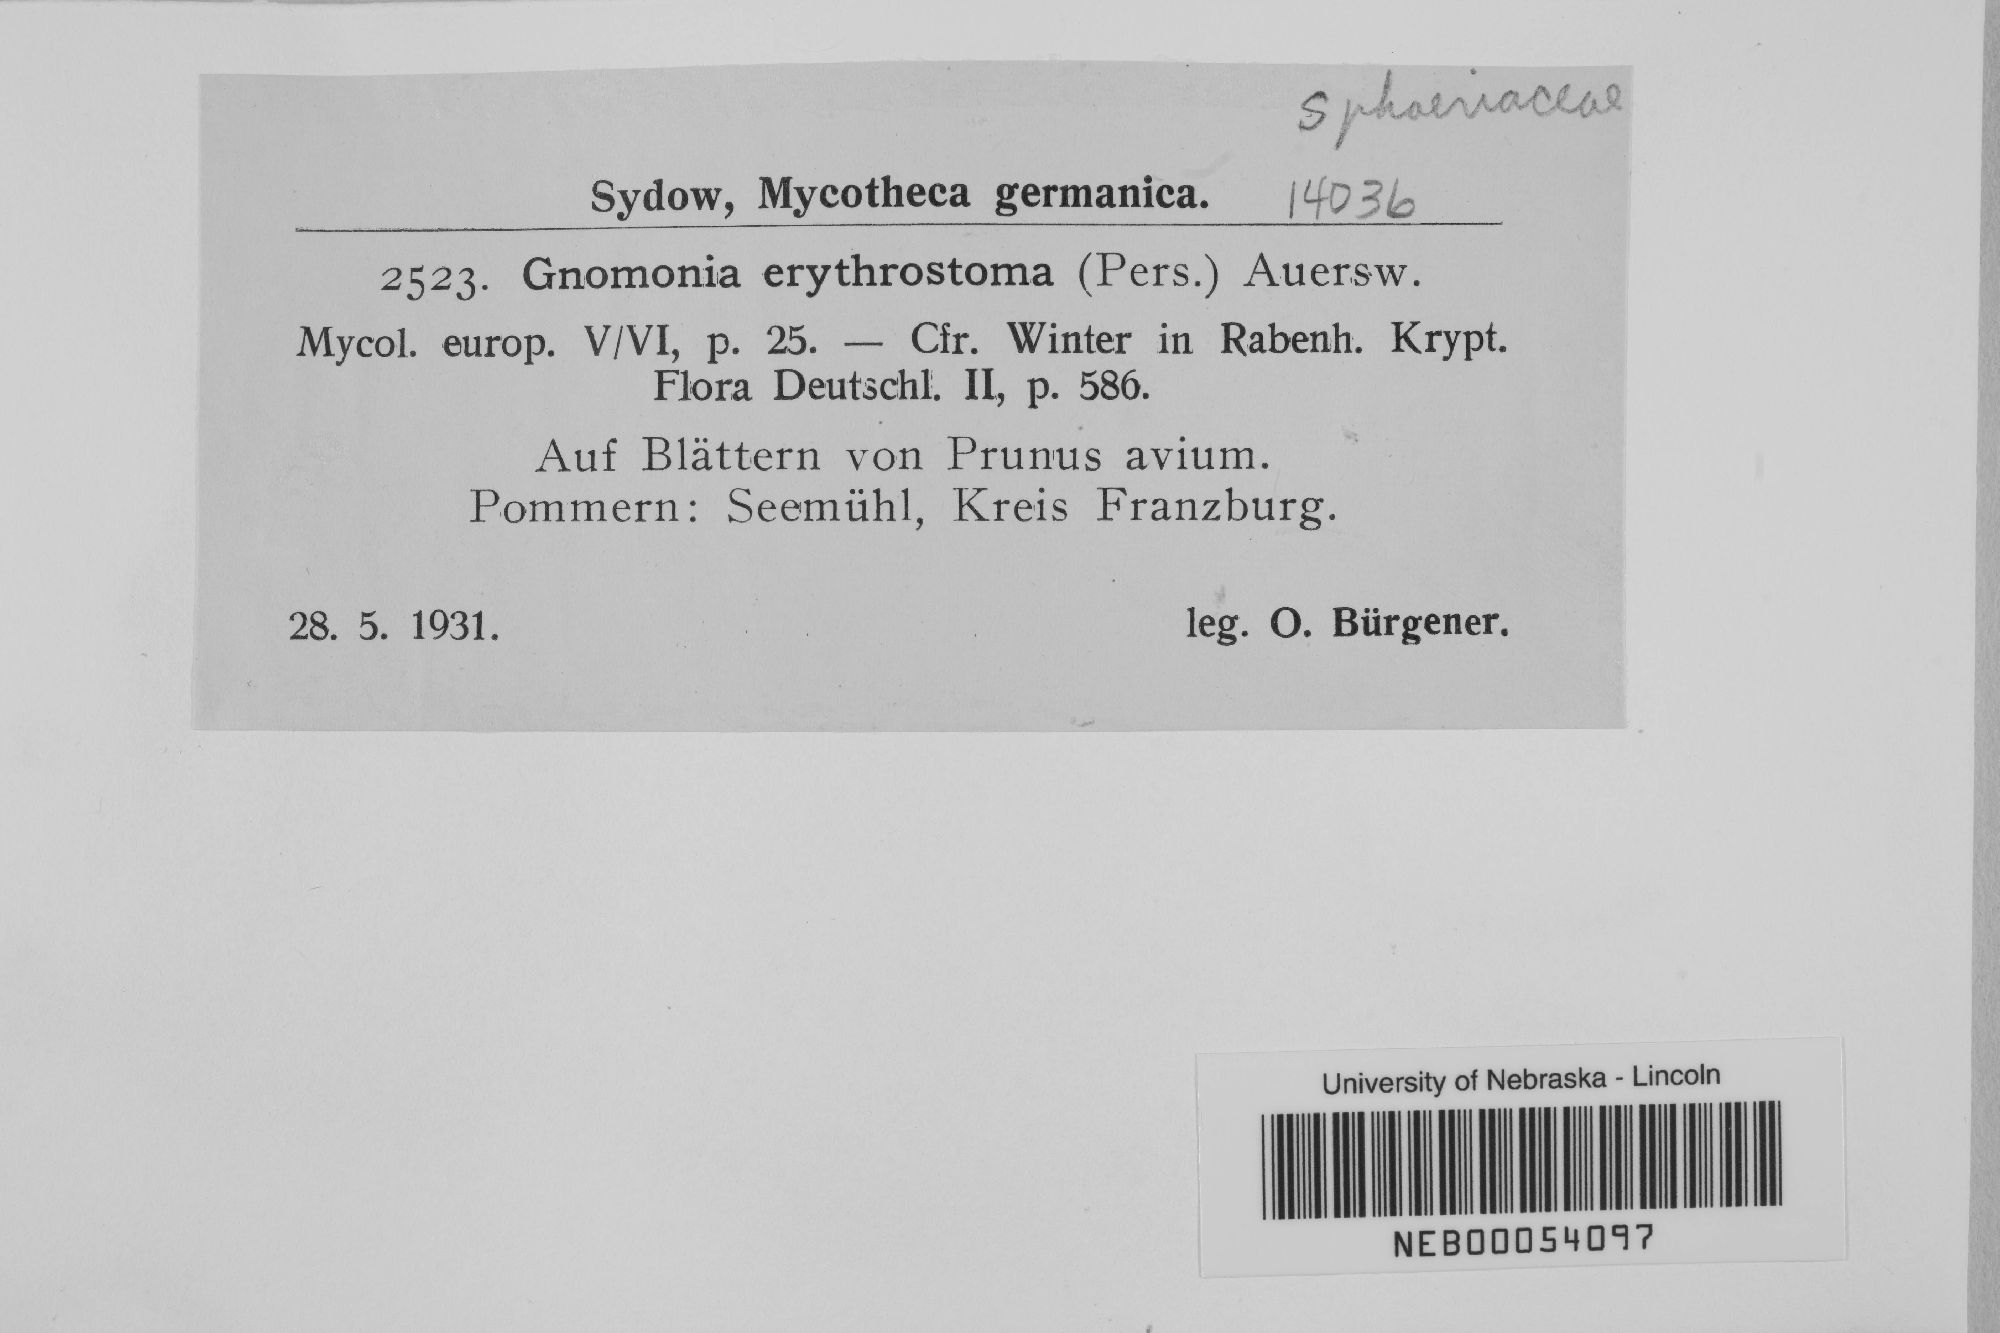 Sphaeriaceae
Sydow, Mycotheca germanica. 14036
2523. Gnomonia erythrostoma (Pers.) Auersw.
Mycol. europ. V/VI, p. 25. — Cfr. Winter in Rabenh. Krypt.
Flora Deutschl. II, p. 586.
Auf Blättern von Prunus avium.
Pommern: Seemühl, Kreis Franzburg.
28. 5. 1931. leg. O. Bürgener.
University of Nebraska - Lincoln
NEB00054097